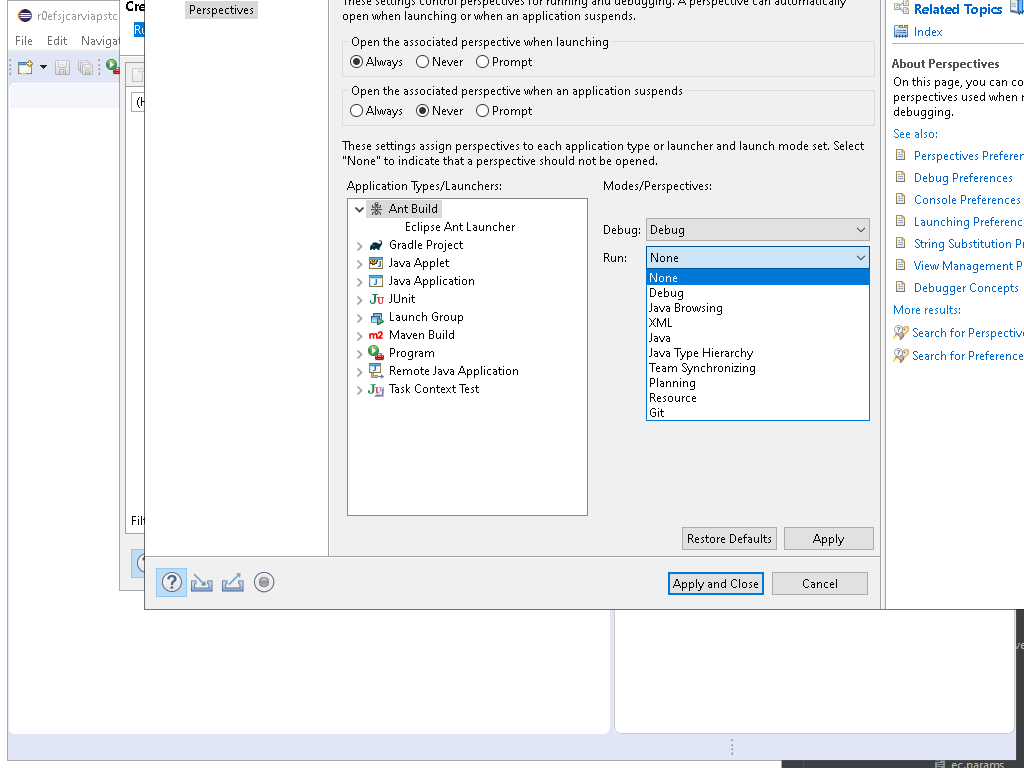 r0efsjcarviapstc
File Edit Naviga
Cre
Perspectives
These settings control perspectives for running and debugging. A perspective can automatically
open when launching or when an application suspends.
Open the associated perspective when launching
Always Never Prompt
Open the associated perspective when an application suspends
Always Never Prompt
These settings assign perspectives to each application type or launcher and launch mode set. Select
"None" to indicate that a perspective should not be opened.
Application Types/Launchers:
Ant Build
Eclipse Ant Launcher
Gradle Project
Java Applet
Java Application
JUnit
Launch Group
Maven Build
Program
Remote Java Application
Task Context Test
Modes/Perspectives:
Debug: Debug
Run: None
None
Debug
Java Browsing
XML
Java
Java Type Hierarchy
Team Synchronizing
Planning
Resource
Git
Filt
Restore Defaults Apply
Apply and Close Cancel
Related Topics
Index
About Perspectives
On this page, you can co
perspectives used when r
debugging.
See also:
Perspectives Preferen
Debug Preferences
Console Preferences
Launching Preferenc
String Substitution P
View Management P
Debugger Concepts
More results:
Search for Perspective
Search for Preference
ec.params